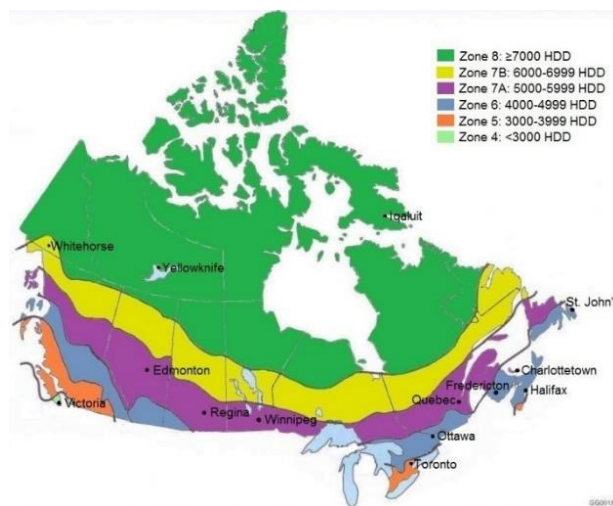 Zone 8: ≥7000 HDD
Zone 7B: 6000-6999 HDD
Zone 7A: 5000-5999 HDD
Zone 6: 4000-4999 HDD
Zone 5: 3000-3999 HDD
Zone 4: <3000 HDD
Iqaluit
Whitehorse
Yellowknife
St. John'
Edmonton
Charlottetown
Fredericton
Halifax
Quebec
Victoria
Regina
Winnipeg
Ottawa
Toronto